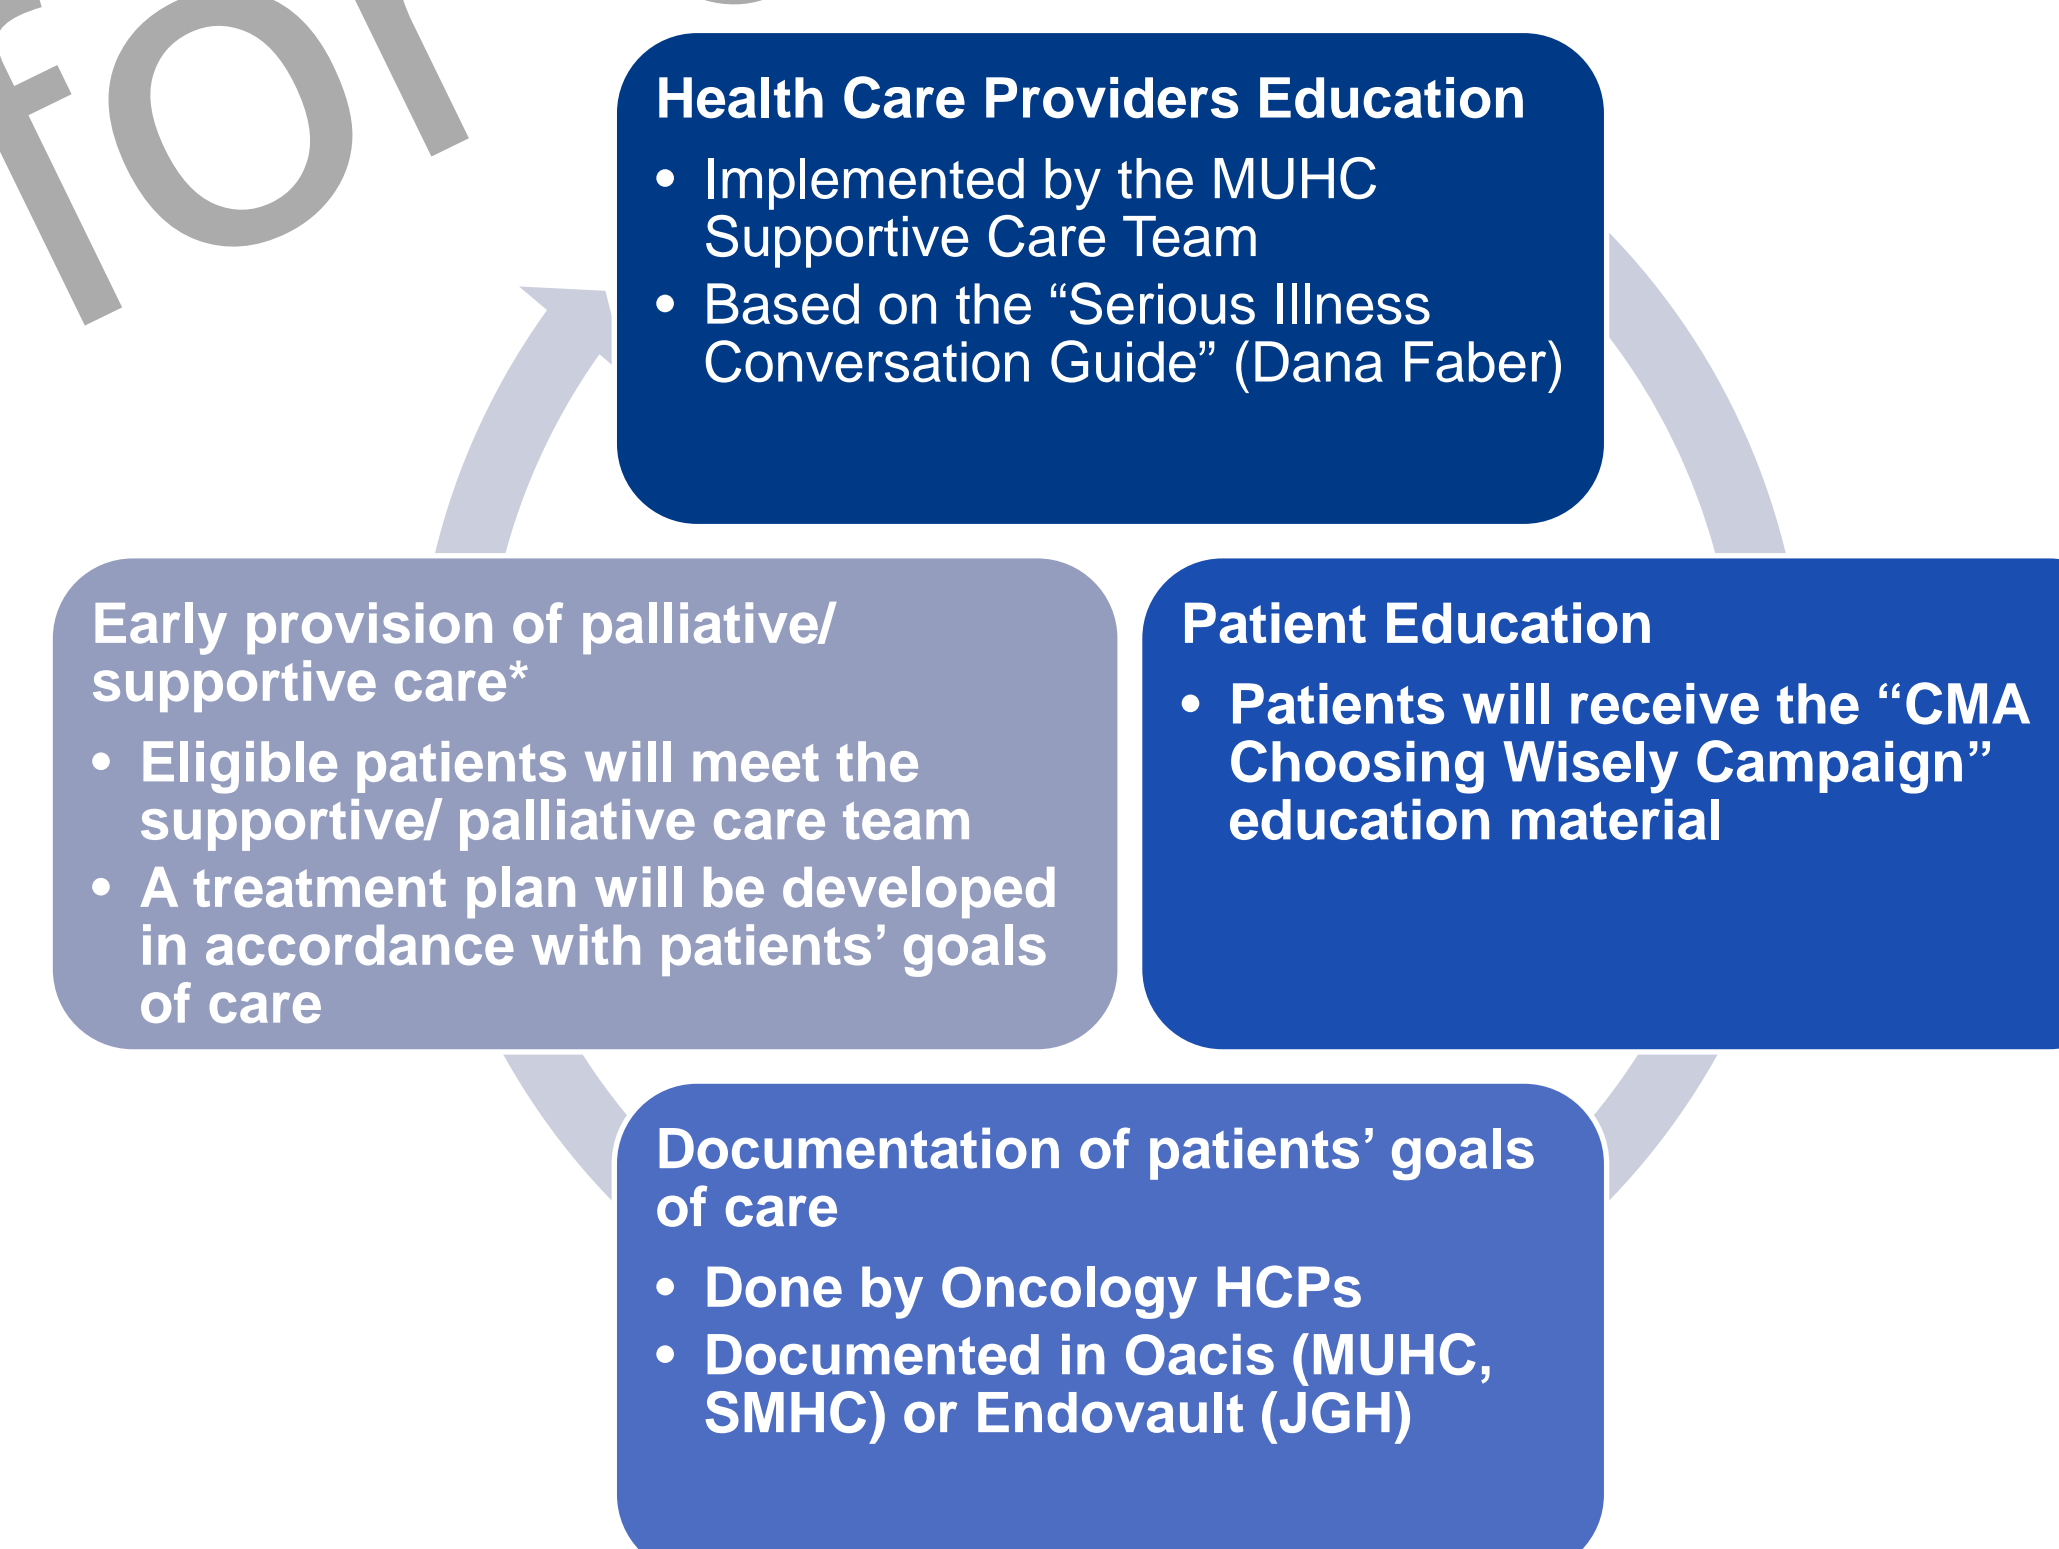 for
Health Care Providers Education
• Implemented by the MUHC
Supportive Care Team
• Based on the “Serious Illness
Conversation Guide” (Dana Faber)
Early provision of palliative/
supportive care*
• Eligible patients will meet the
supportive/ palliative care team
• A treatment plan will be developed
in accordance with patients’ goals
of care
Patient Education
• Patients will receive the “CMA
Choosing Wisely Campaign”
education material
Documentation of patients’ goals
of care
• Done by Oncology HCPs
• Documented in Oacis (MUHC,
SMHC) or Endovault (JGH)